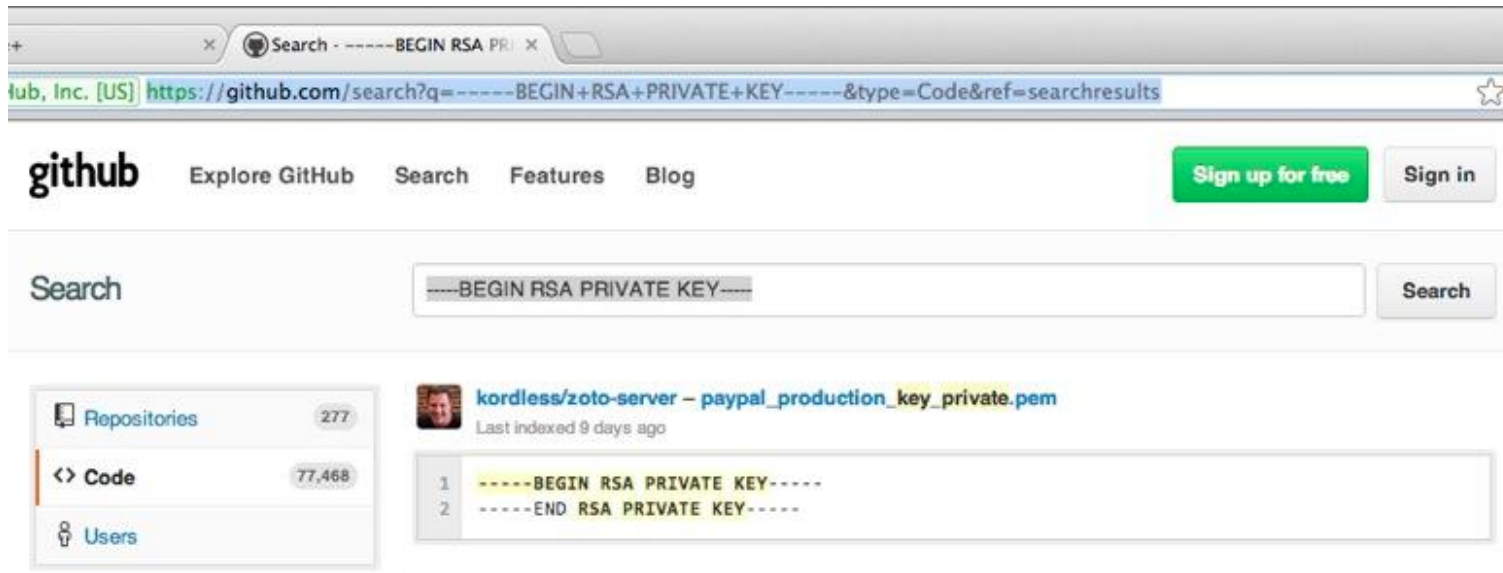 Search - -----BEGIN RSA PRI
Hub, Inc. [US] https://github.com/search?q=-----BEGIN+RSA+PRIVATE+KEY-----&type=Code&ref=searchresults
github Explore GitHub Search Features Blog Sign up for free Sign in
Search -----BEGIN RSA PRIVATE KEY----- Search
Repositories 277
Code 77,468
Users
kordless/zoto-server – paypal_production_key_private.pem
Last indexed 9 days ago
1 -----BEGIN RSA PRIVATE KEY-----
2 -----END RSA PRIVATE KEY-----